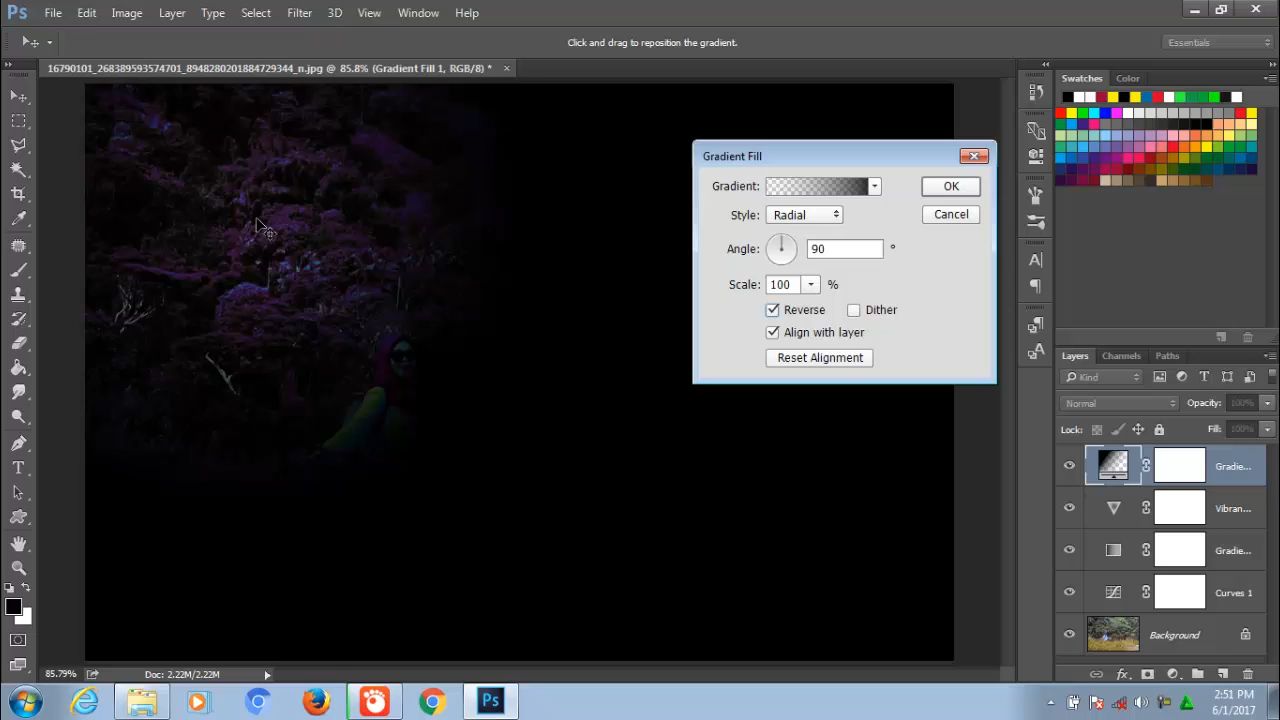 Ps File Edit Image Layer Type Select Filter 3D View Window Help
Click and drag to reposition the gradient.
Essentials
16790101_268389593574701_8948280201884729344_n.jpg @ 85.8% (Gradient Fill 1, RGB/8) *
Swatches Color
Gradient Fill
Gradient:
OK
Style: Radial
Cancel
Angle: 90 °
Scale: 100 %
Reverse Dither
Align with layer
Reset Alignment
Layers Channels Paths
Kind
Normal Opacity: 100%
Lock: Fill: 100%
Gradie...
Vibran...
Gradie...
Curves 1
Background
85.79% Doc: 2.22M/2.22M
Ps
2:51 PM
6/1/2017